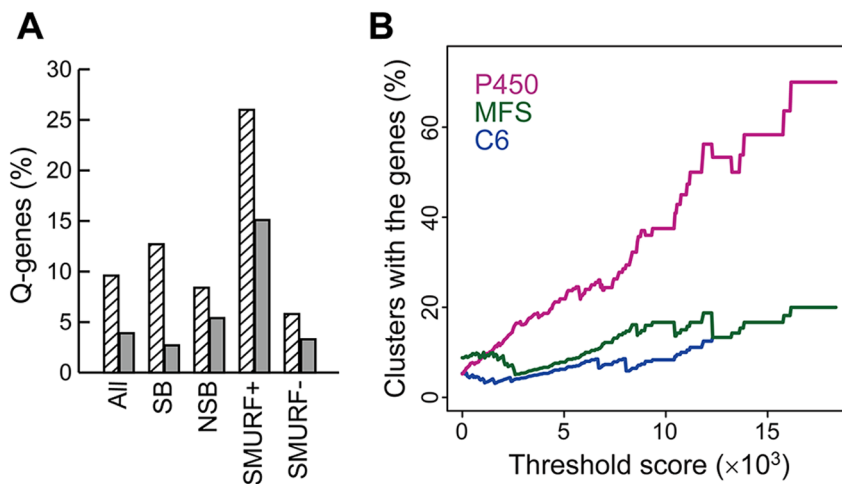 A
Q-genes (%)
30
25
20
15
10
5
0
All
SB
NSB
SMURF+
SMURF-
B
Clusters with the genes (%)
P450
MFS
C6
60
40
20
0
0
5
10
15
Threshold score (×10³)